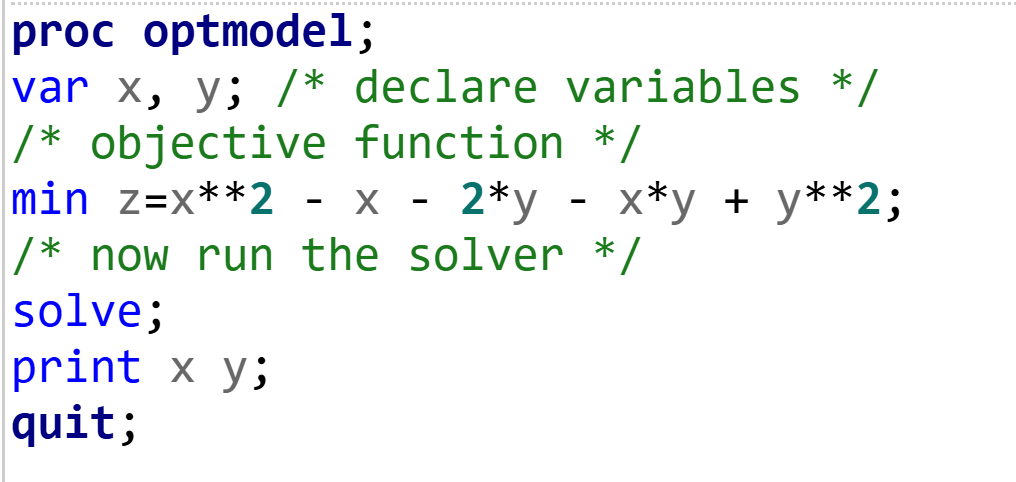 proc optmodel;
var x, y; /* declare variables */
/* objective function */
min z=x**2 - x - 2*y - x*y + y**2;
/* now run the solver */
solve;
print x y;
quit;